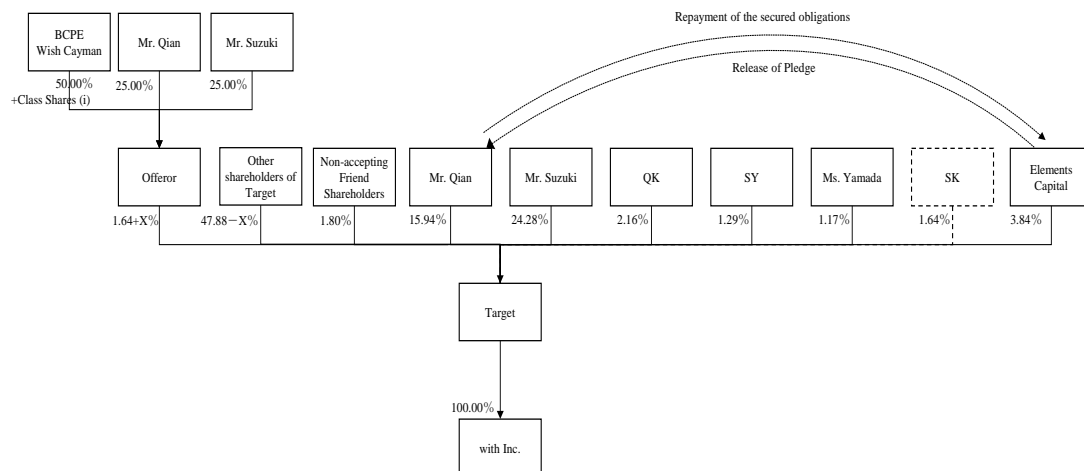 Repayment of the secured obligations
BCPE
Wish Cayman
Mr. Qian
Mr. Suzuki
Release of Pledge
50.00%
+Class Shares (i)
25.00%
25.00%
Offeror
Other
shareholders of
Target
Non-accepting
Friend
Shareholders
Mr. Qian
Mr. Suzuki
QK
SY
Ms. Yamada
SK
Elements
Capital
1.64+X%
47.88－X%
1.80%
15.94%
24.28%
2.16%
1.29%
1.17%
1.64%
3.84%
Target
100.00%
with Inc.